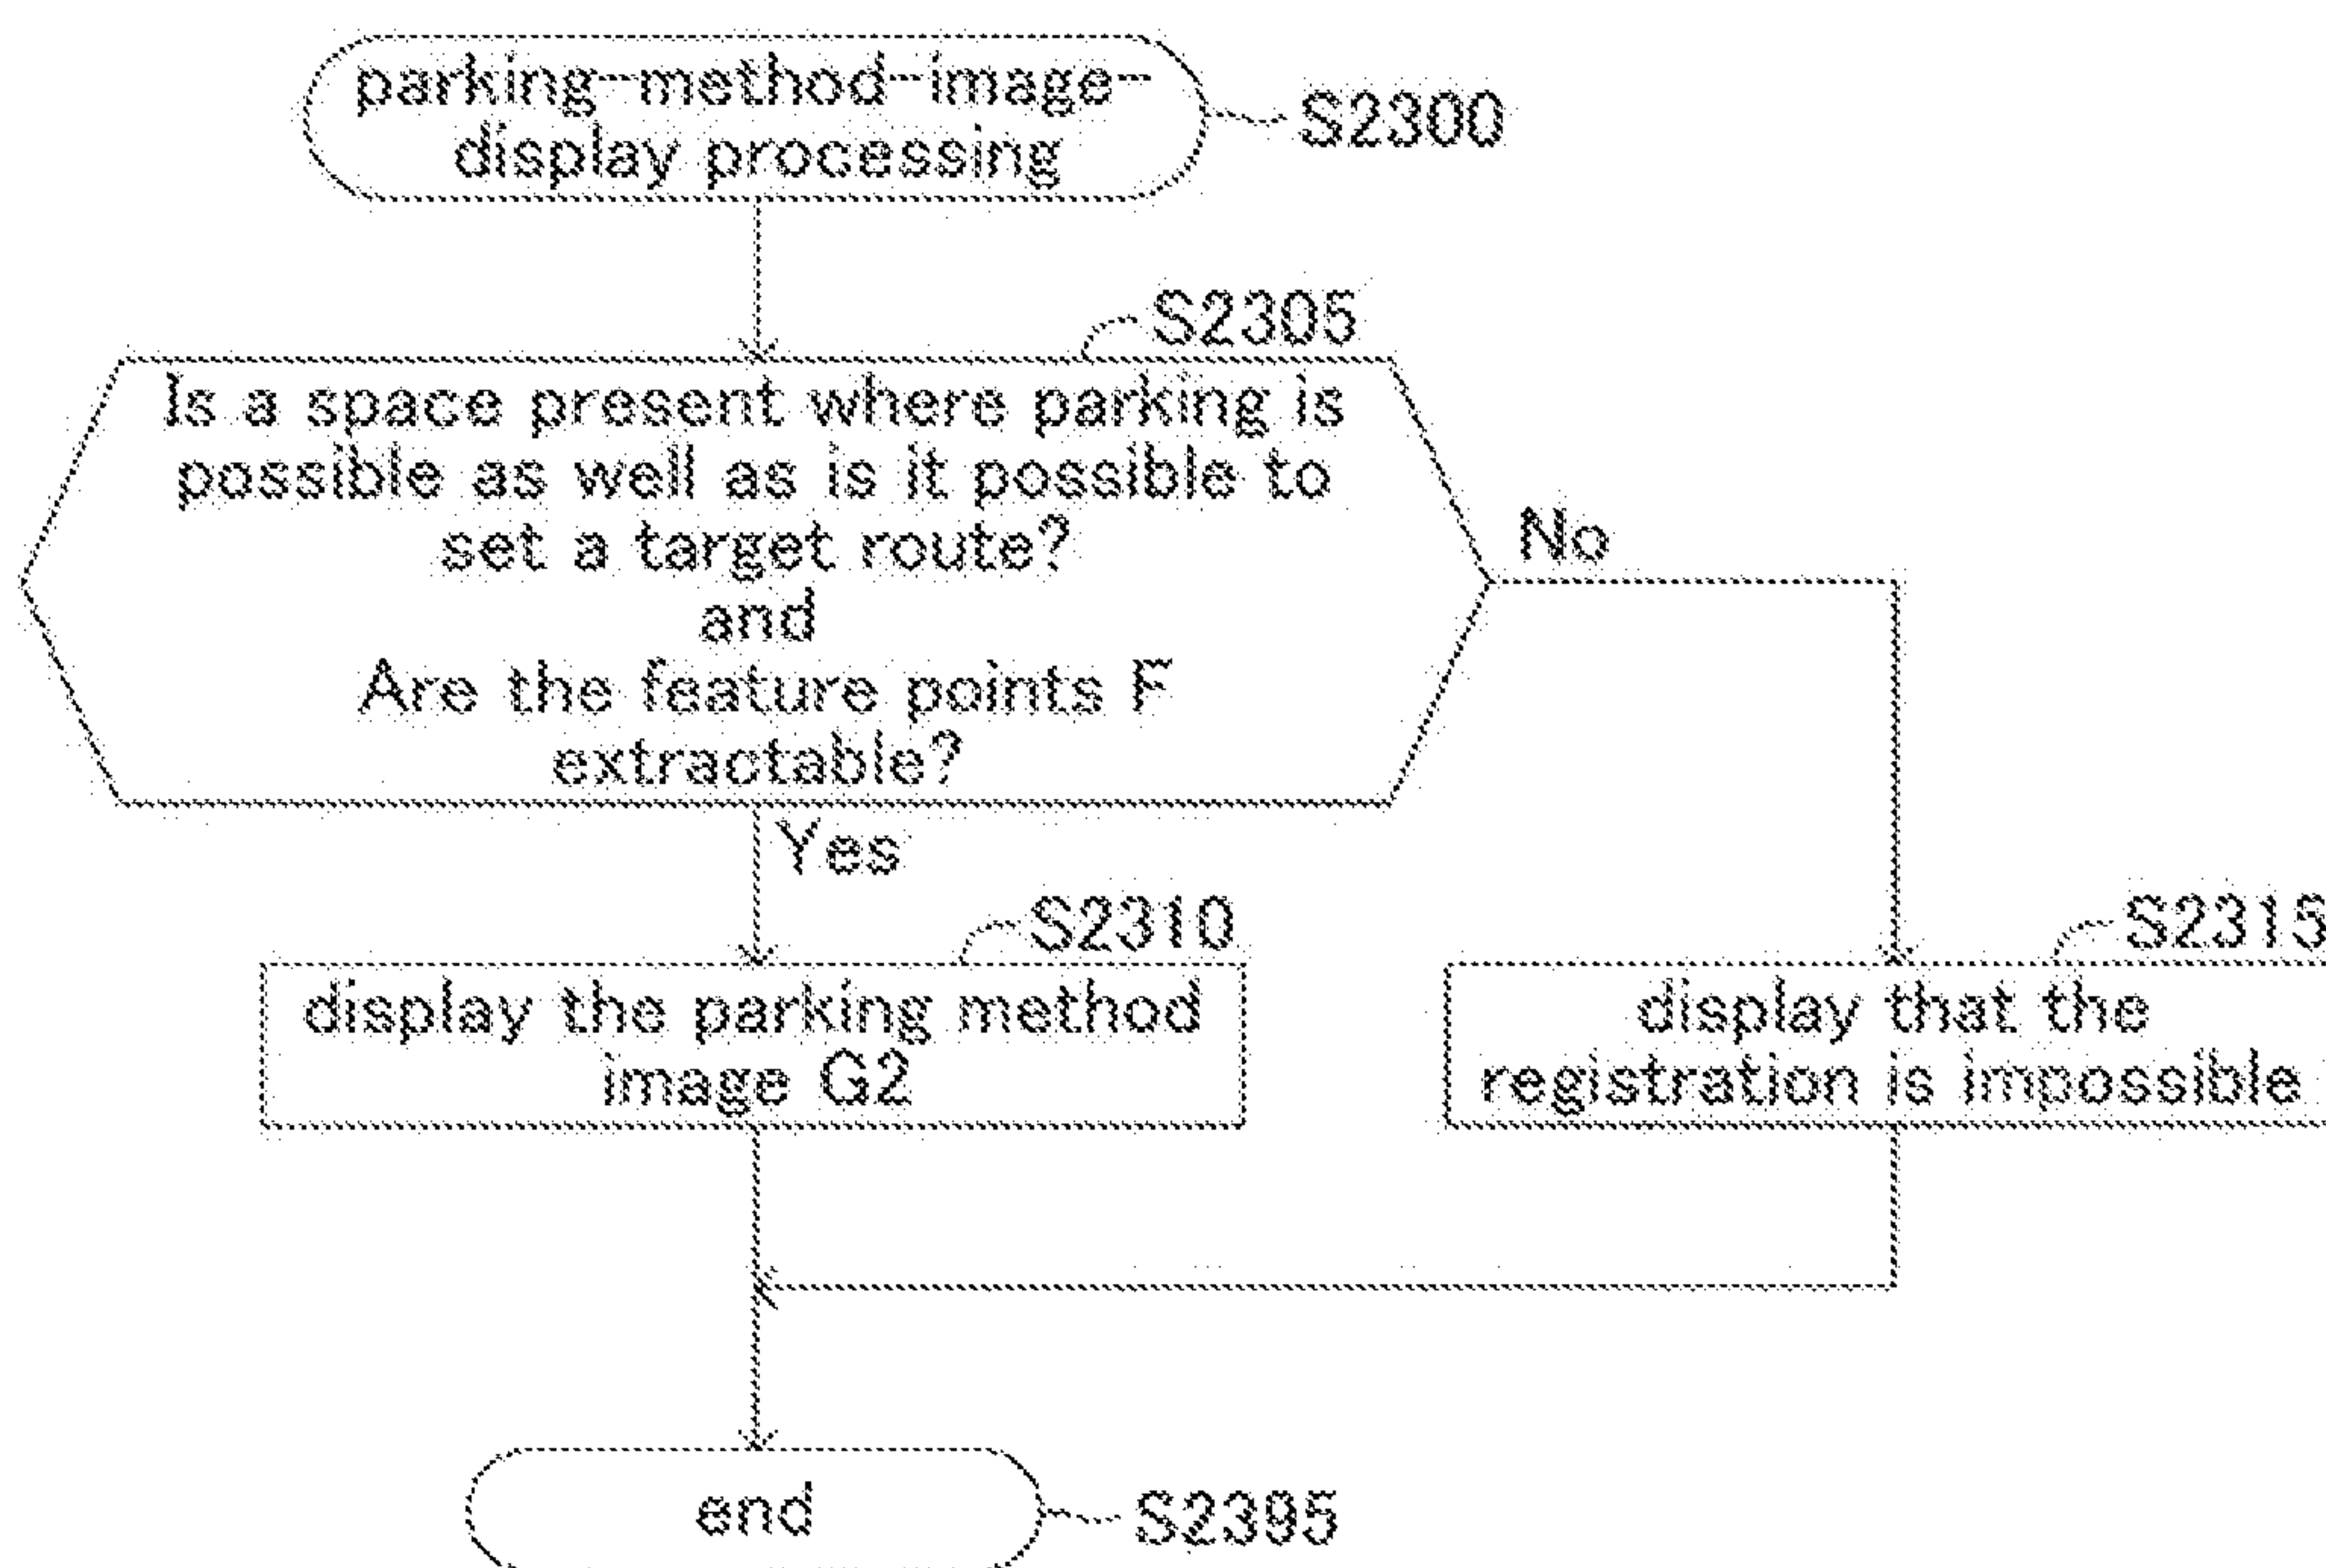 parking-method-image-
display processing
S2300
S2305
Is a space present where parking is
possible as well as is it possible to
set a target route?
and
Are the feature points F
extractable?
No
Yes
S2310
display the parking method
image G2
S2315
display that the
registration is impossible
end
S2395